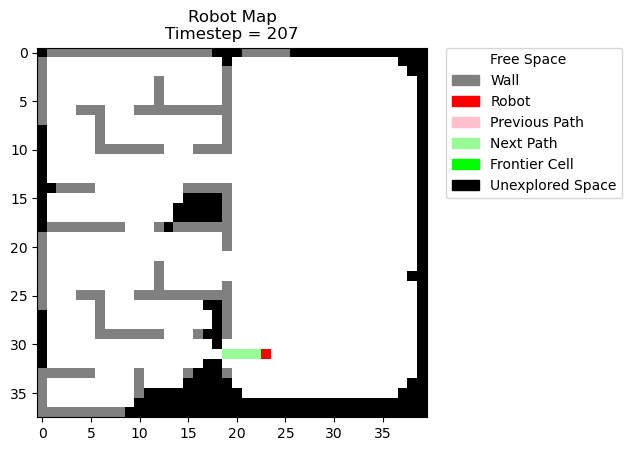 Robot Map
Timestep = 207
0
5
10
15
20
25
30
35
0
5
10
15
20
25
30
35
Free Space
Wall
Robot
Previous Path
Next Path
Frontier Cell
Unexplored Space